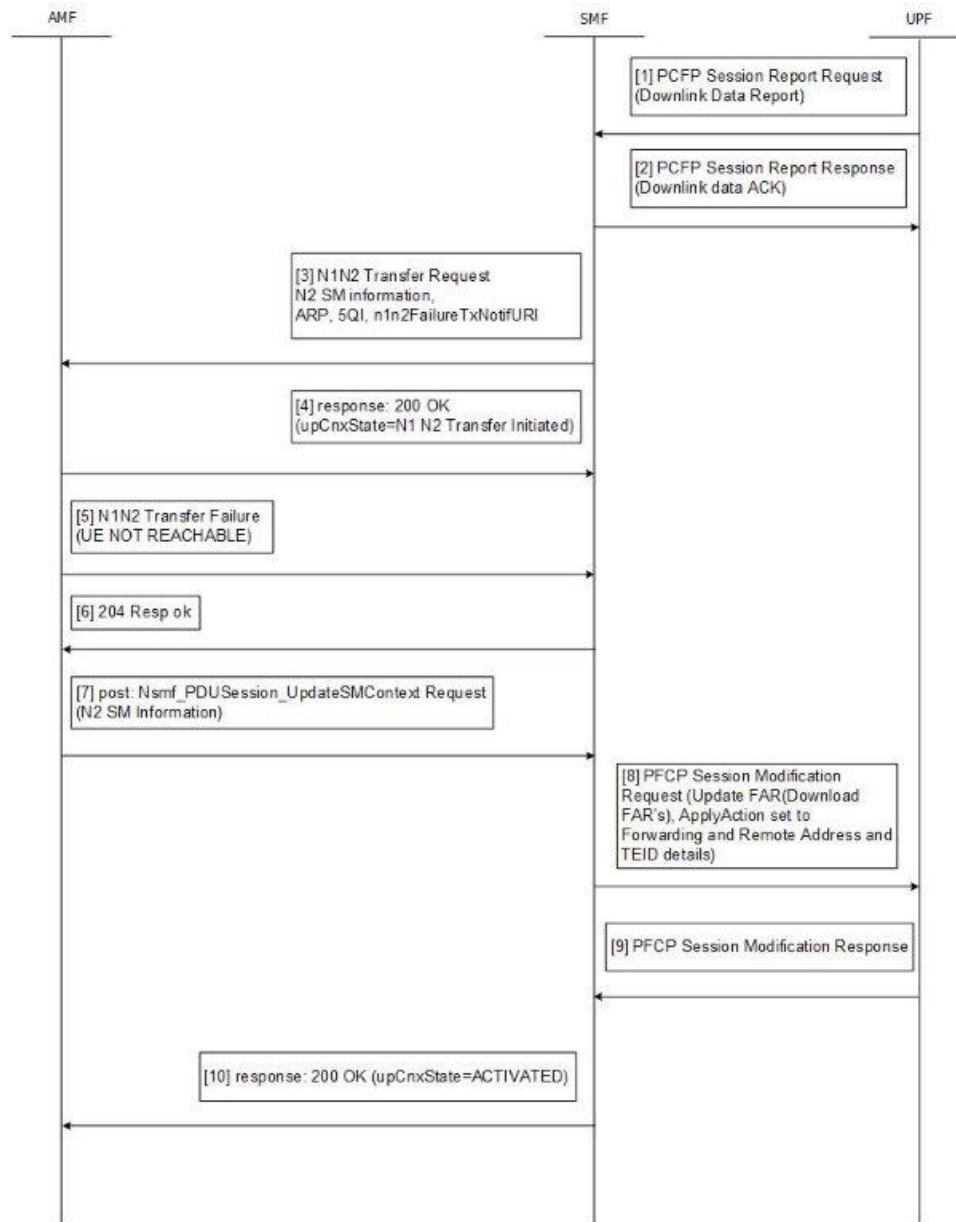 AMF
SMF
UPF
[1] PCFP Session Report Request
(Downlink Data Report)
[2] PCFP Session Report Response
(Downlink data ACK)
[3] N1N2 Transfer Request
N2 SM information,
ARP, 5QI, n1n2FailureTxNotifURI
[4] response: 200 OK
(upCnxState=N1 N2 Transfer Initiated)
[5] N1N2 Transfer Failure
(UE NOT REACHABLE)
[6] 204 Resp ok
[7] post: Nsmf_PDUSession_UpdateSMContext Request
(N2 SM Information)
[8] PFCP Session Modification
Request (Update FAR(Download
FAR's), ApplyAction set to
Forwarding and Remote Address and
TEID details)
[9] PFCP Session Modification Response
[10] response: 200 OK (upCnxState=ACTIVATED)